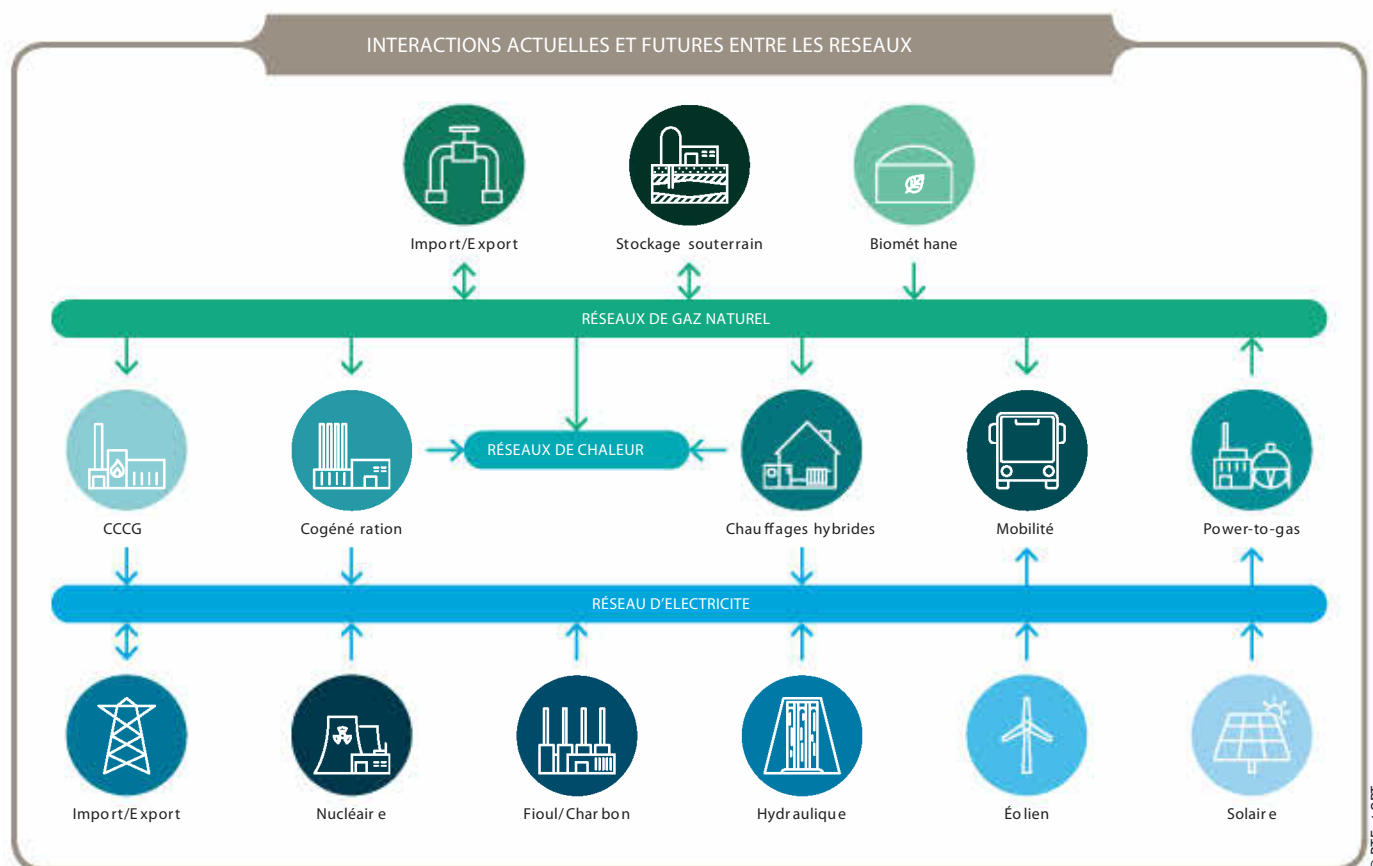 INTERACTIONS ACTUELLES ET FUTURES ENTRE LES RESEAUX
Import/Export
Stockage souterrain
Biométhane
RÉSEAUX DE GAZ NATUREL
RÉSEAUX DE CHALEUR
CCCG
Cogénération
Chauffages hybrides
Mobilité
Power-to-gas
RÉSEAU D'ELECTRICITE
Import/Export
Nucléaire
Fioul/Charbon
Hydraulique
Éolien
Solaire